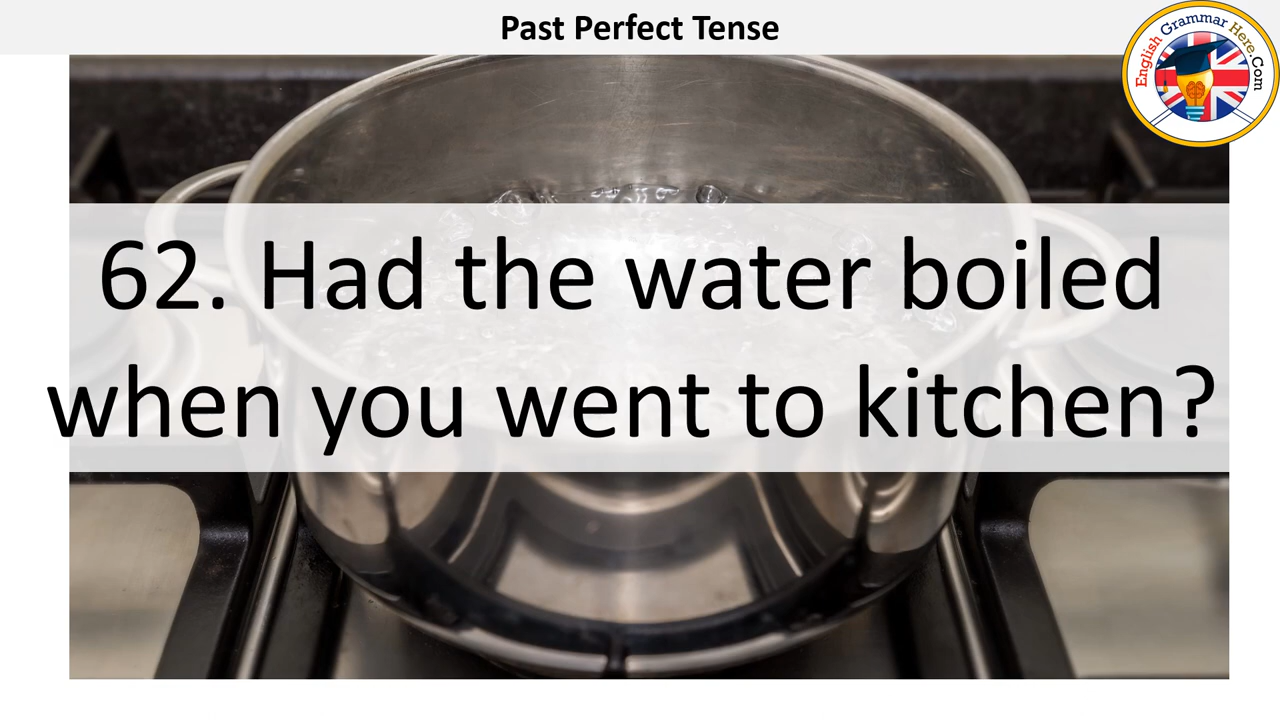 Past Perfect Tense
English Grammar Here.Com
62. Had the water boiled
when you went to kitchen?